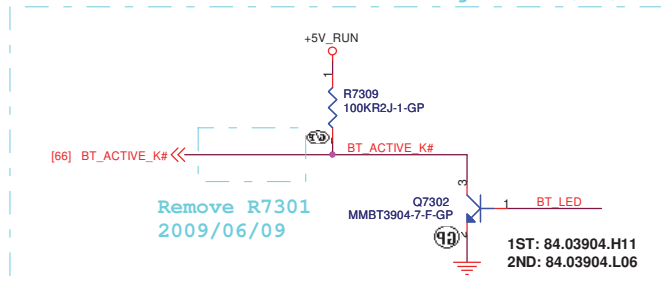 +5V_RUN
1
R7309
100KR2J-1-GP
[66] BT_ACTIVE_K#
BT_ACTIVE_K#
3
Q7302
MMBT3904-7-F-GP
1
BT_LED
Remove R7301
2009/06/09
GP
1ST: 84.03904.H11
2ND: 84.03904.L06